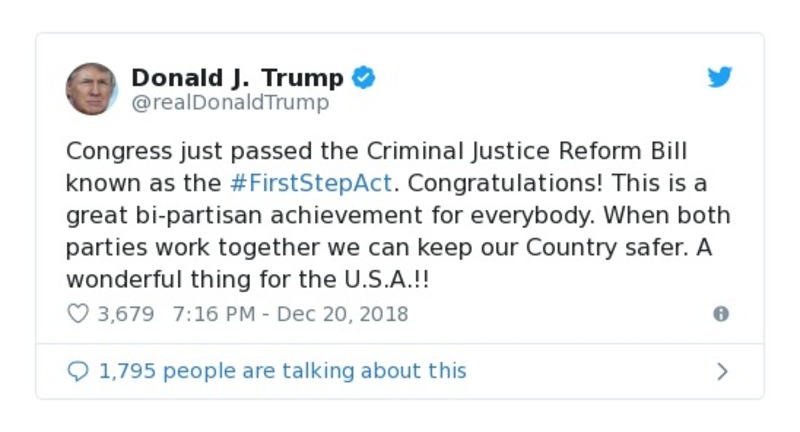 Donald J. Trump
@realDonaldTrump
Congress just passed the Criminal Justice Reform Bill
known as the #FirstStepAct. Congratulations! This is a
great bi-partisan achievement for everybody. When both
parties work together we can keep our Country safer. A
wonderful thing for the U.S.A.!!
3,679 7:16 PM - Dec 20, 2018
1,795 people are talking about this